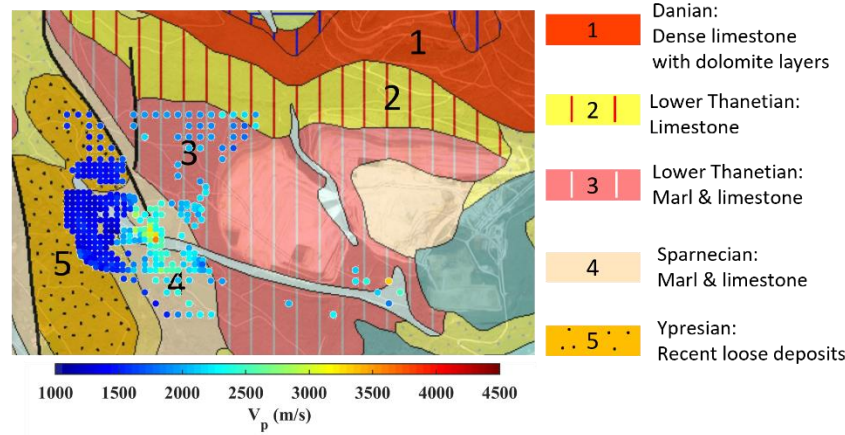 1
2
3
4
5
1000 1500 2000 2500 3000 3500 4000 4500
Vp (m/s)
1
Danian:
Dense limestone
with dolomite layers
2
Lower Thanetian:
Limestone
3
Lower Thanetian:
Marl & limestone
4
Sparnecian:
Marl & limestone
5
Ypresian:
Recent loose deposits